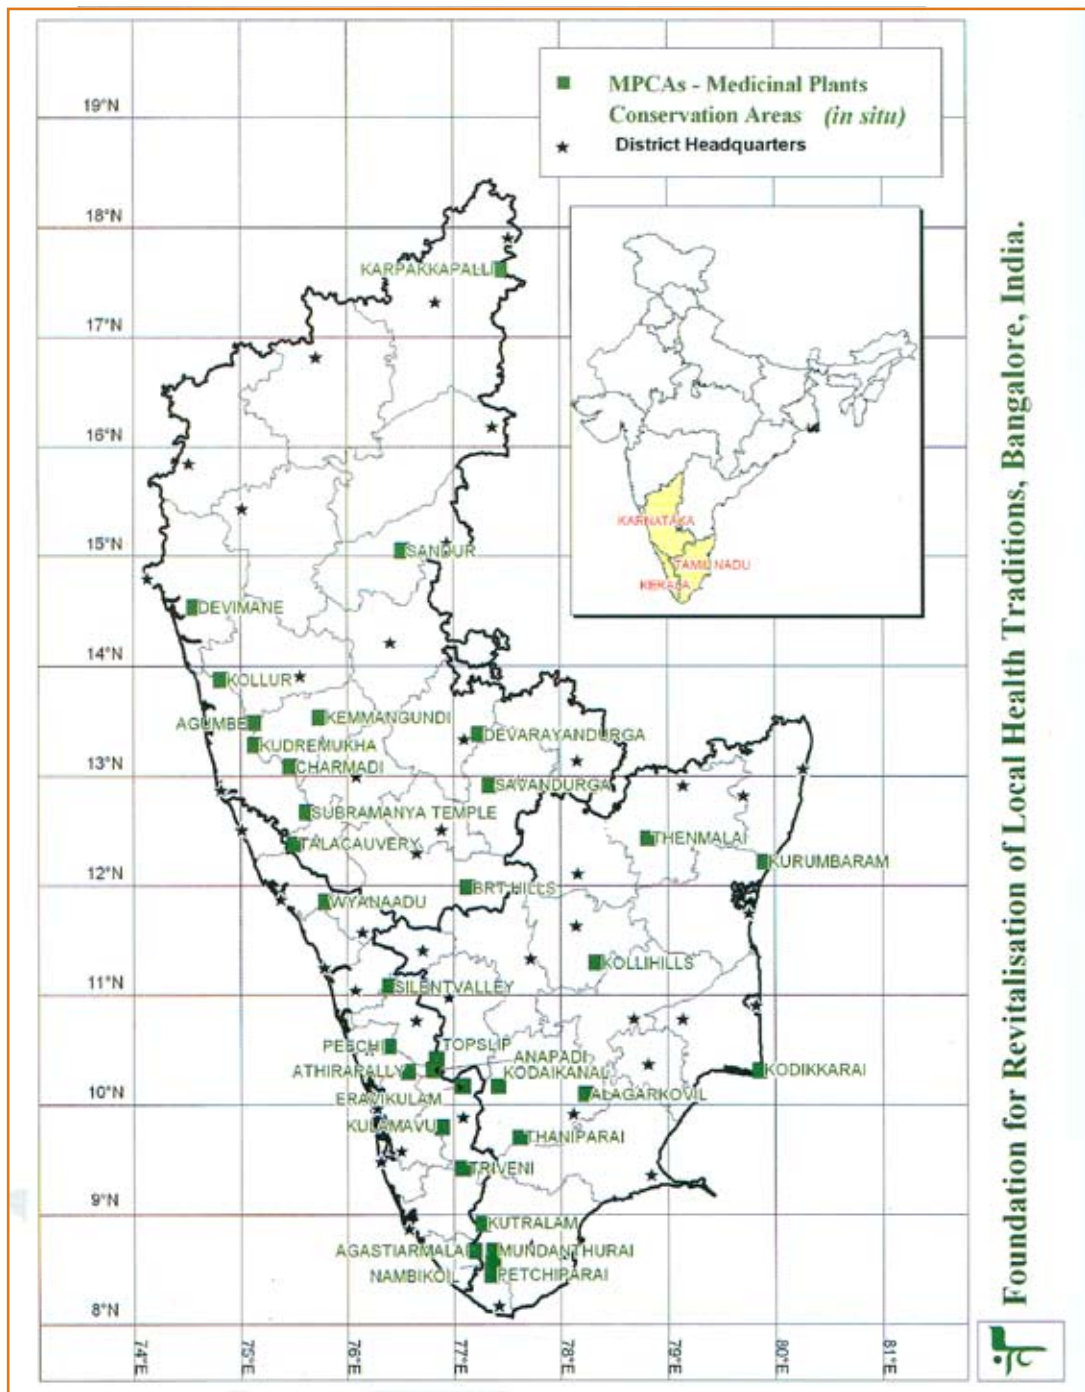 MPCAs - Medicinal Plants
Conservation Areas (in situ)
District Headquarters
19°N
18°N
17°N
16°N
15°N
14°N
13°N
12°N
11°N
10°N
9°N
8°N
74°E
75°E
76°E
77°E
78°E
79°E
80°E
81°E
KARPAKKAPALLI
SANDUR
DEVIMANE
KOLLUR
AGUMBE
KEMMANGUNDI
KUDREMUKHA
DEVARAYANDURGA
CHARMADI
SAVANDURGA
SUBRAMANYA TEMPLE
THENMALAI
TALACAUVERY
KURUMBARAM
BRT HILLS
WYANAADU
KOLLIHILLS
SILENTVALLEY
PEECHI
TOPSLIP
ANAPADI
ATHIRAPALLY
KODAIKANAL
KODIKKARAI
ERAVIKULAM
ALAGARKOVIL
KULAMAVU
THANIPARAI
TRIVENI
KUTRALAM
AGASTIARMALAI
MUNDANTHURAI
NAMBIKOIL
PETCHIPARAI
KARNATAKA
TAMIL NADU
KERALA
Foundation for Revitalisation of Local Health Traditions, Bangalore, India.